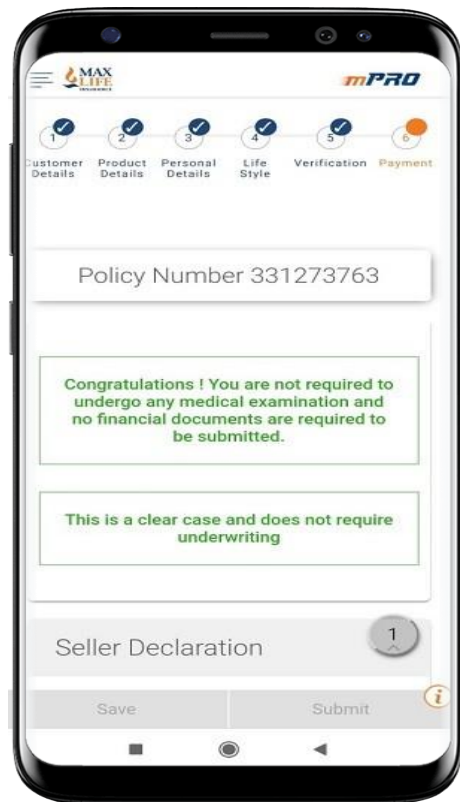 MAX
LIFE
INSURANCE
mPRO
1 2 3 4 5 6
Customer Details
Product Details
Personal Details
Life Style
Verification
Payment
Policy Number 331273763
Congratulations ! You are not required to
undergo any medical examination and
no financial documents are required to
be submitted.
This is a clear case and does not require
underwriting
Seller Declaration
1
Save
Submit
i